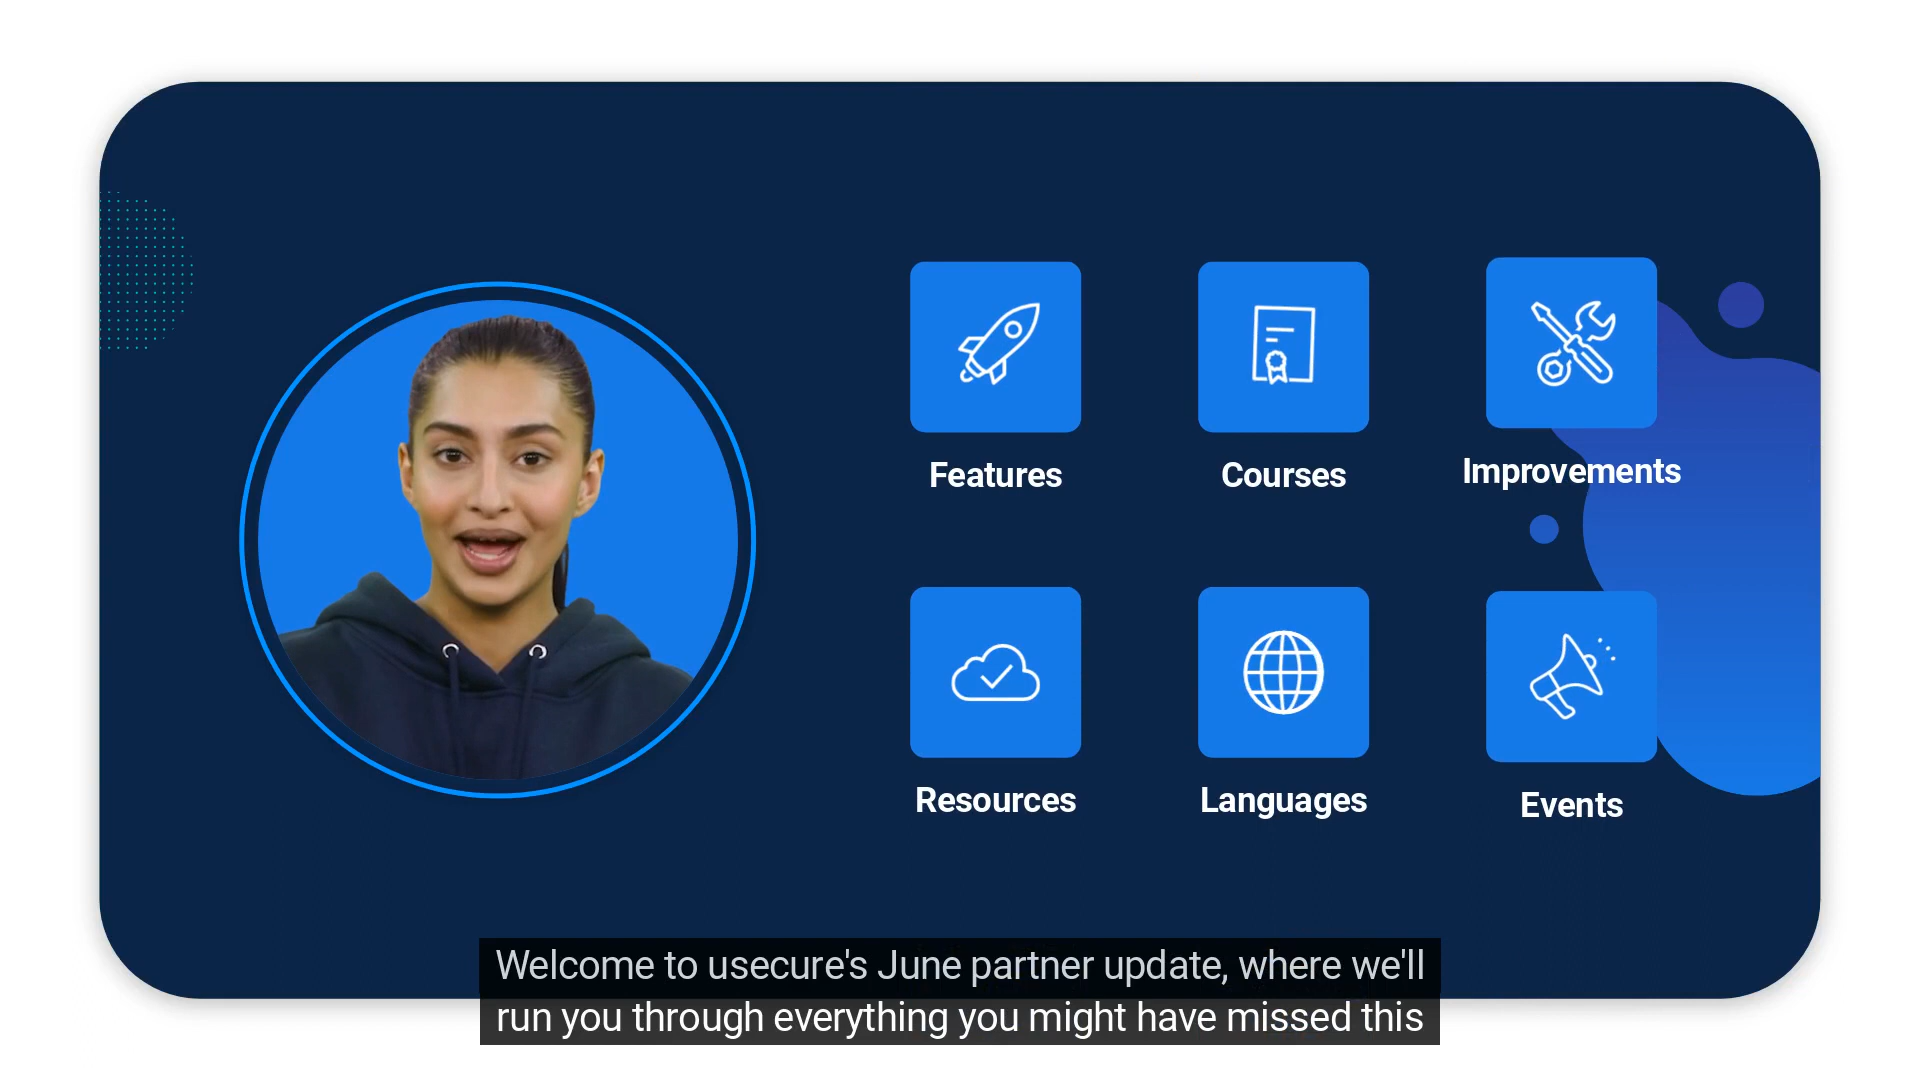 Features
Courses
Improvements
Resources
Languages
Events
Welcome to usecure's June partner update, where we'll
run you through everything you might have missed this